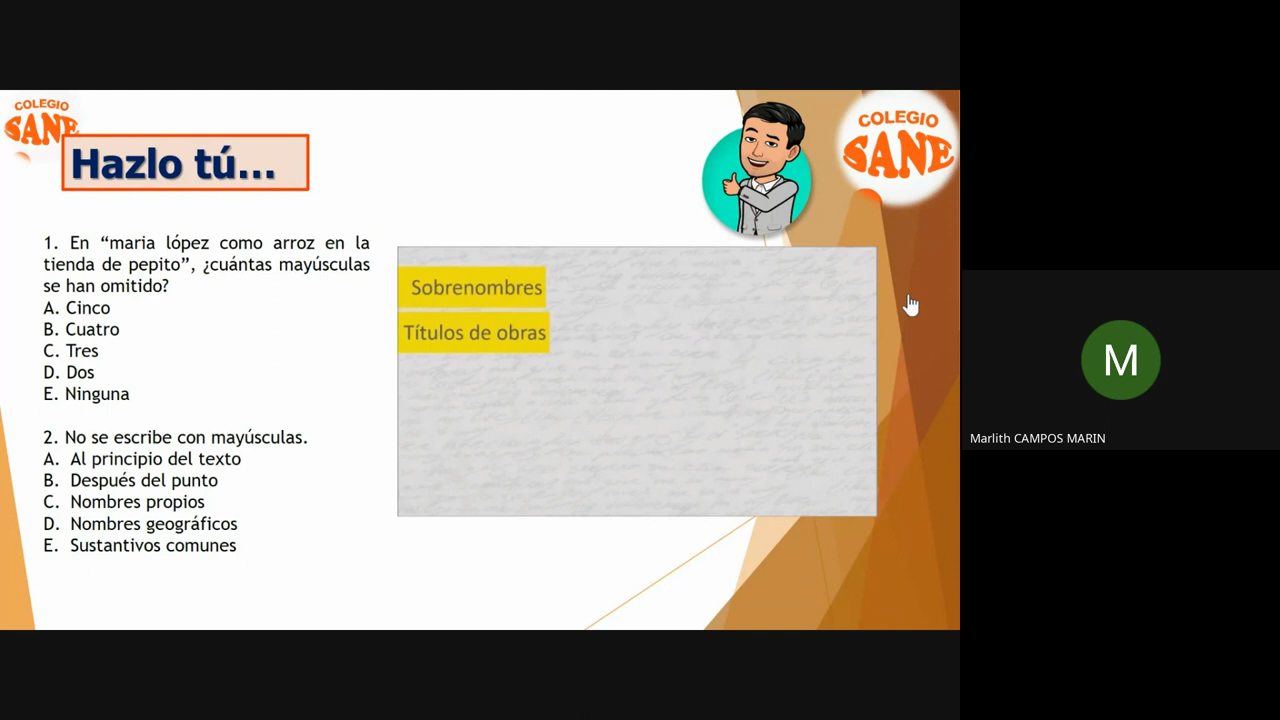 COLEGIO
SANE
Hazlo tú...
COLEGIO
SANE
1. En “maria lópez como arroz en la
tienda de pepito”, ¿cuántas mayúsculas
se han omitido?
A. Cinco
B. Cuatro
C. Tres
D. Dos
E. Ninguna
2. No se escribe con mayúsculas.
A. Al principio del texto
B. Después del punto
C. Nombres propios
D. Nombres geográficos
E. Sustantivos comunes
Sobrenombres
Títulos de obras
M
Marlith CAMPOS MARIN